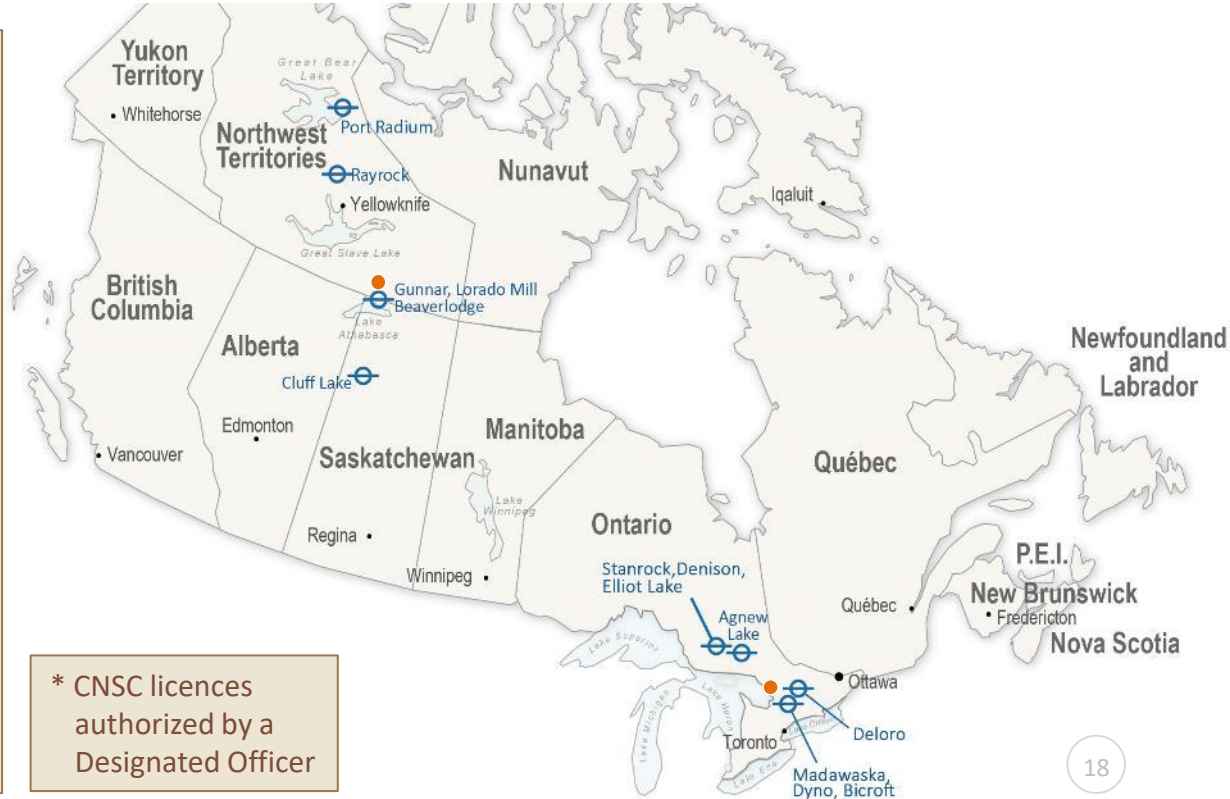 Yukon
Territory
Whitehorse
Great Bear
Lake
Port Radium
Northwest
Territories
Rayrock
Yellowknife
Great Slave Lake
Nunavut
Iqaluit
British
Columbia
Gunnar, Lorado Mill
Beaverlodge
Lake
Athabasca
Alberta
Cluff Lake
Newfoundland
and
Labrador
Edmonton
Manitoba
Vancouver
Saskatchewan
Québec
Lake
Winnipeg
Regina
Ontario
Winnipeg
Stanrock,Denison,
Elliot Lake
P.E.I.
New Brunswick
Québec
Fredericton
Agnew
Lake
Nova Scotia
Lake Superior
* CNSC licences
authorized by a
Designated Officer
Ottawa
Lake Michigan
Lake Huron
Deloro
Lake Ontario
Toronto
Lake Erie
Madawaska,
Dyno, Bicroft
18